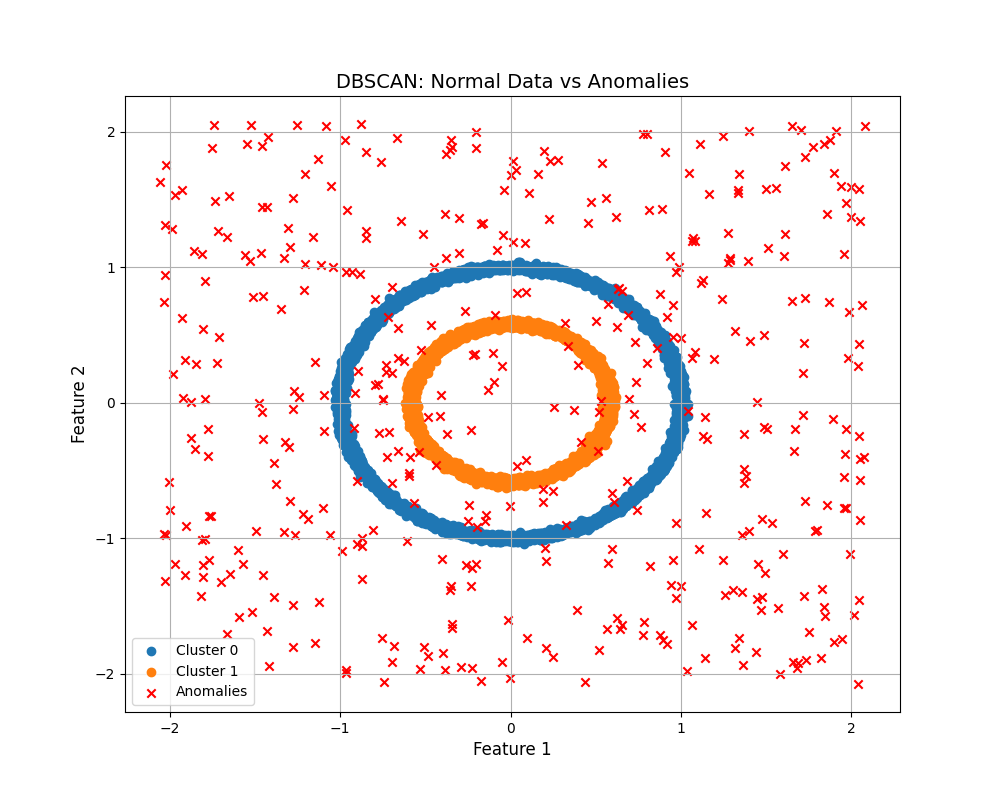 DBSCAN: Normal Data vs Anomalies
Feature 2
2
1
0
−1
−2
Cluster 0
Cluster 1
Anomalies
−2
−1
0
1
2
Feature 1